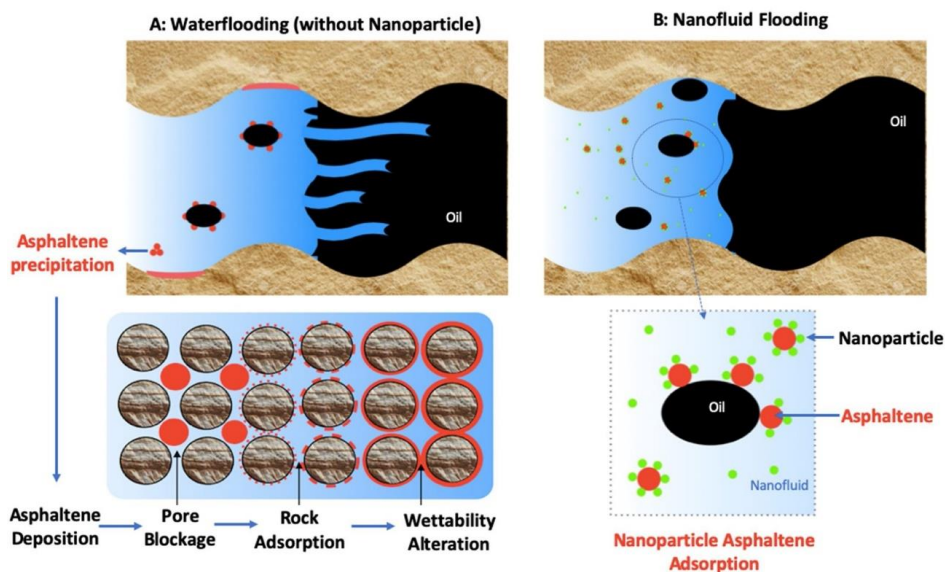 A: Waterflooding (without Nanoparticle)
B: Nanofluid Flooding
Oil
Oil
Asphaltene
precipitation
Nanoparticle
Oil
Asphaltene
Nanofluid
Asphaltene
Deposition
Pore
Blockage
Rock
Adsorption
Wettability
Alteration
Nanoparticle Asphaltene
Adsorption